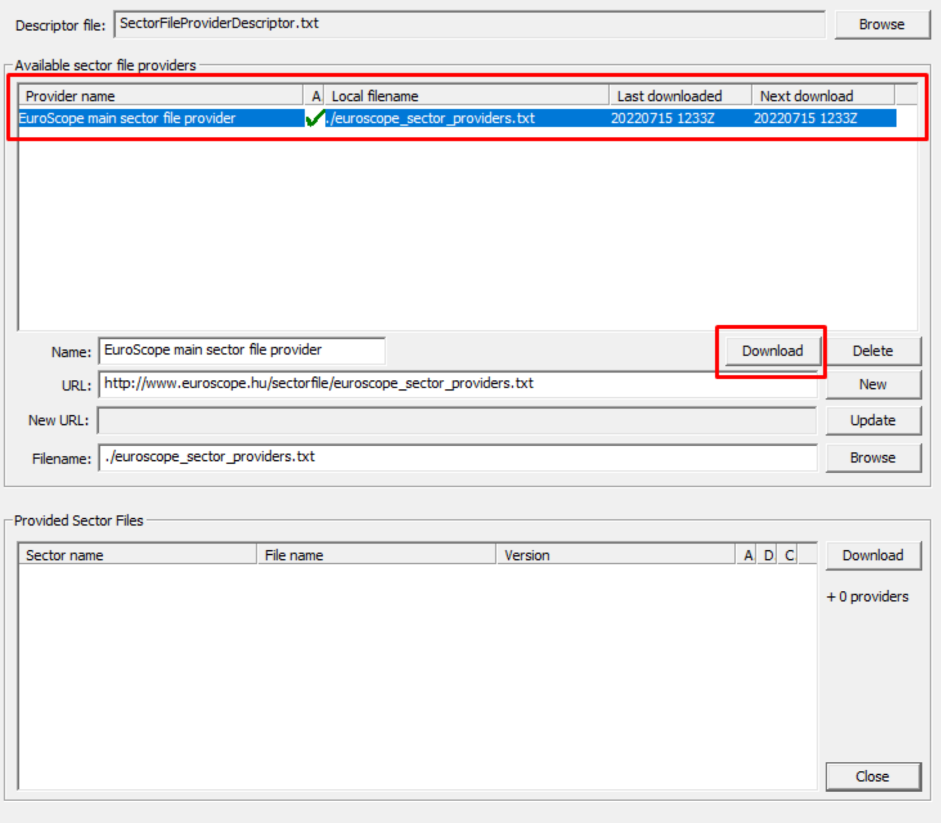 Descriptor file: SectorFileProviderDescriptor.txt Browse
Available sector file providers
Provider name A Local filename Last downloaded Next download
EuroScope main sector file provider ./euroscope_sector_providers.txt 20220715 1233Z 20220715 1233Z
Name: EuroScope main sector file provider Download Delete
URL: http://www.euroscope.hu/sectorfile/euroscope_sector_providers.txt New
New URL: Update
Filename: ./euroscope_sector_providers.txt Browse
Provided Sector Files
Sector name File name Version A D C Download
+ 0 providers
Close